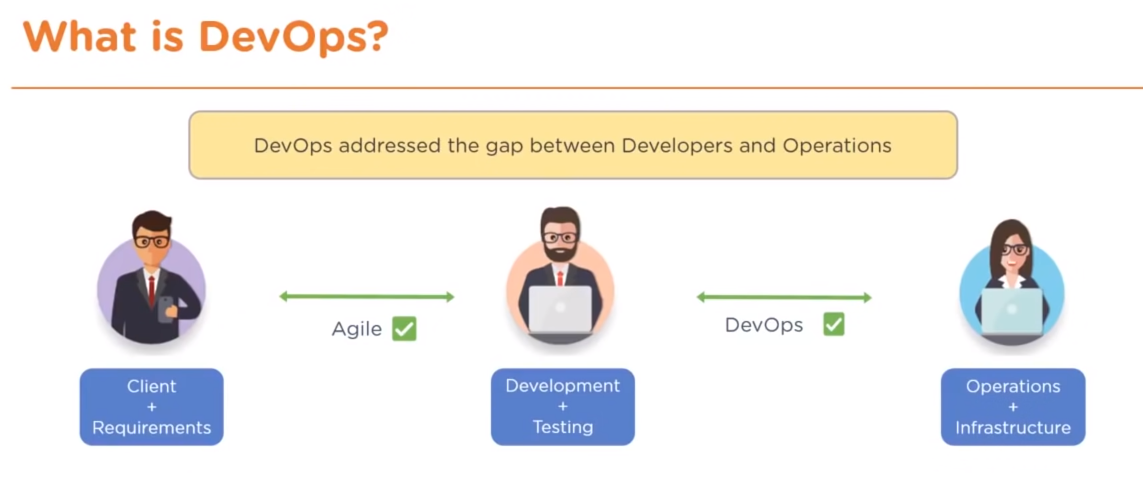 What is DevOps?
DevOps addressed the gap between Developers and Operations
Agile
DevOps
Client
+
Requirements
Development
+
Testing
Operations
+
Infrastructure